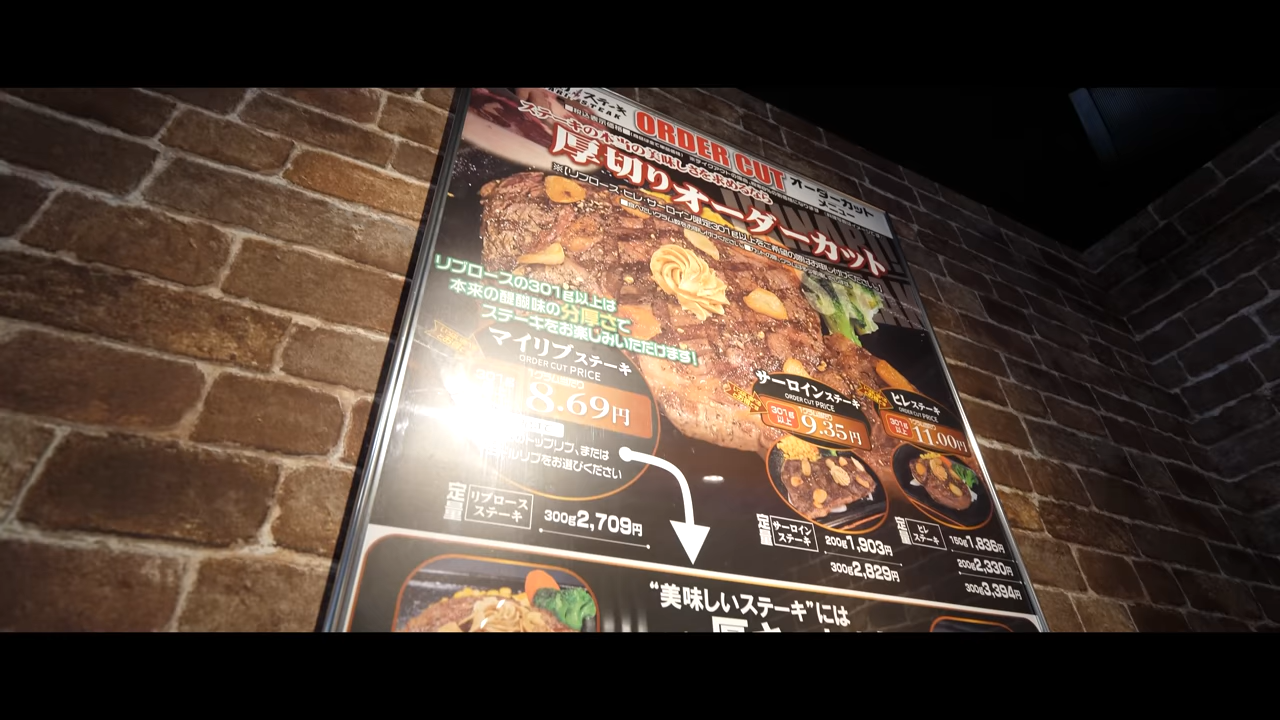 ORDER CUT
オーダーカット
メニュー
ステーキの本当の美味しさを求めるなら
厚切りオーダーカット
リブロースの301g以上は
本来の醍醐味の分厚さで
ステーキをお楽しみいただけます!
マイリブステーキ
ORDER CUT PRICE
8.69円
をお選びください
定量 リブロースステーキ 300g2,709円
サーロインステーキ
ORDER CUT PRICE
301g以上 9.35円
定量 サーロインステーキ 200g1,903円
300g2,829円
ヒレステーキ
ORDER CUT PRICE
301g以上 11.00円
定量 ヒレステーキ 150g1,836円
200g2,330円
300g3,394円
“美味しいステーキ”には